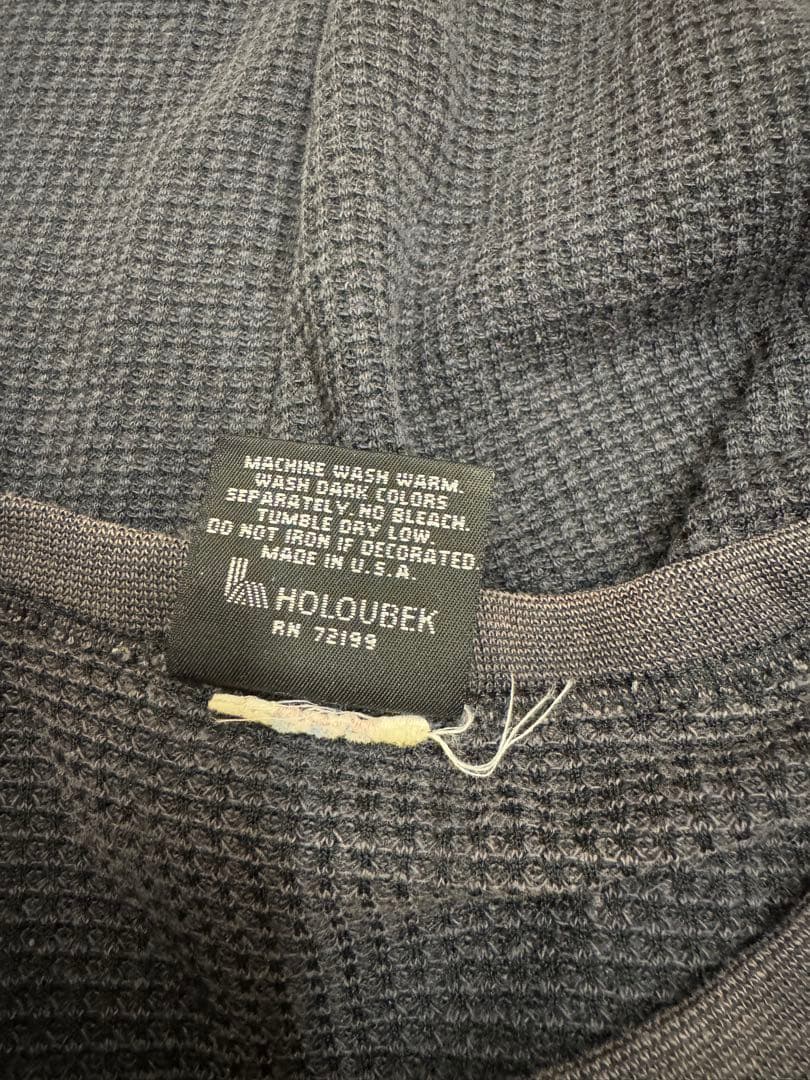 MACHINE WASH WARM.
WASH DARK COLORS
SEPARATELY. NO BLEACH.
TUMBLE DRY LOW.
DO NOT IRON IF DECORATED
MADE IN U.S.A.
HOLOUBEK
RN 72199